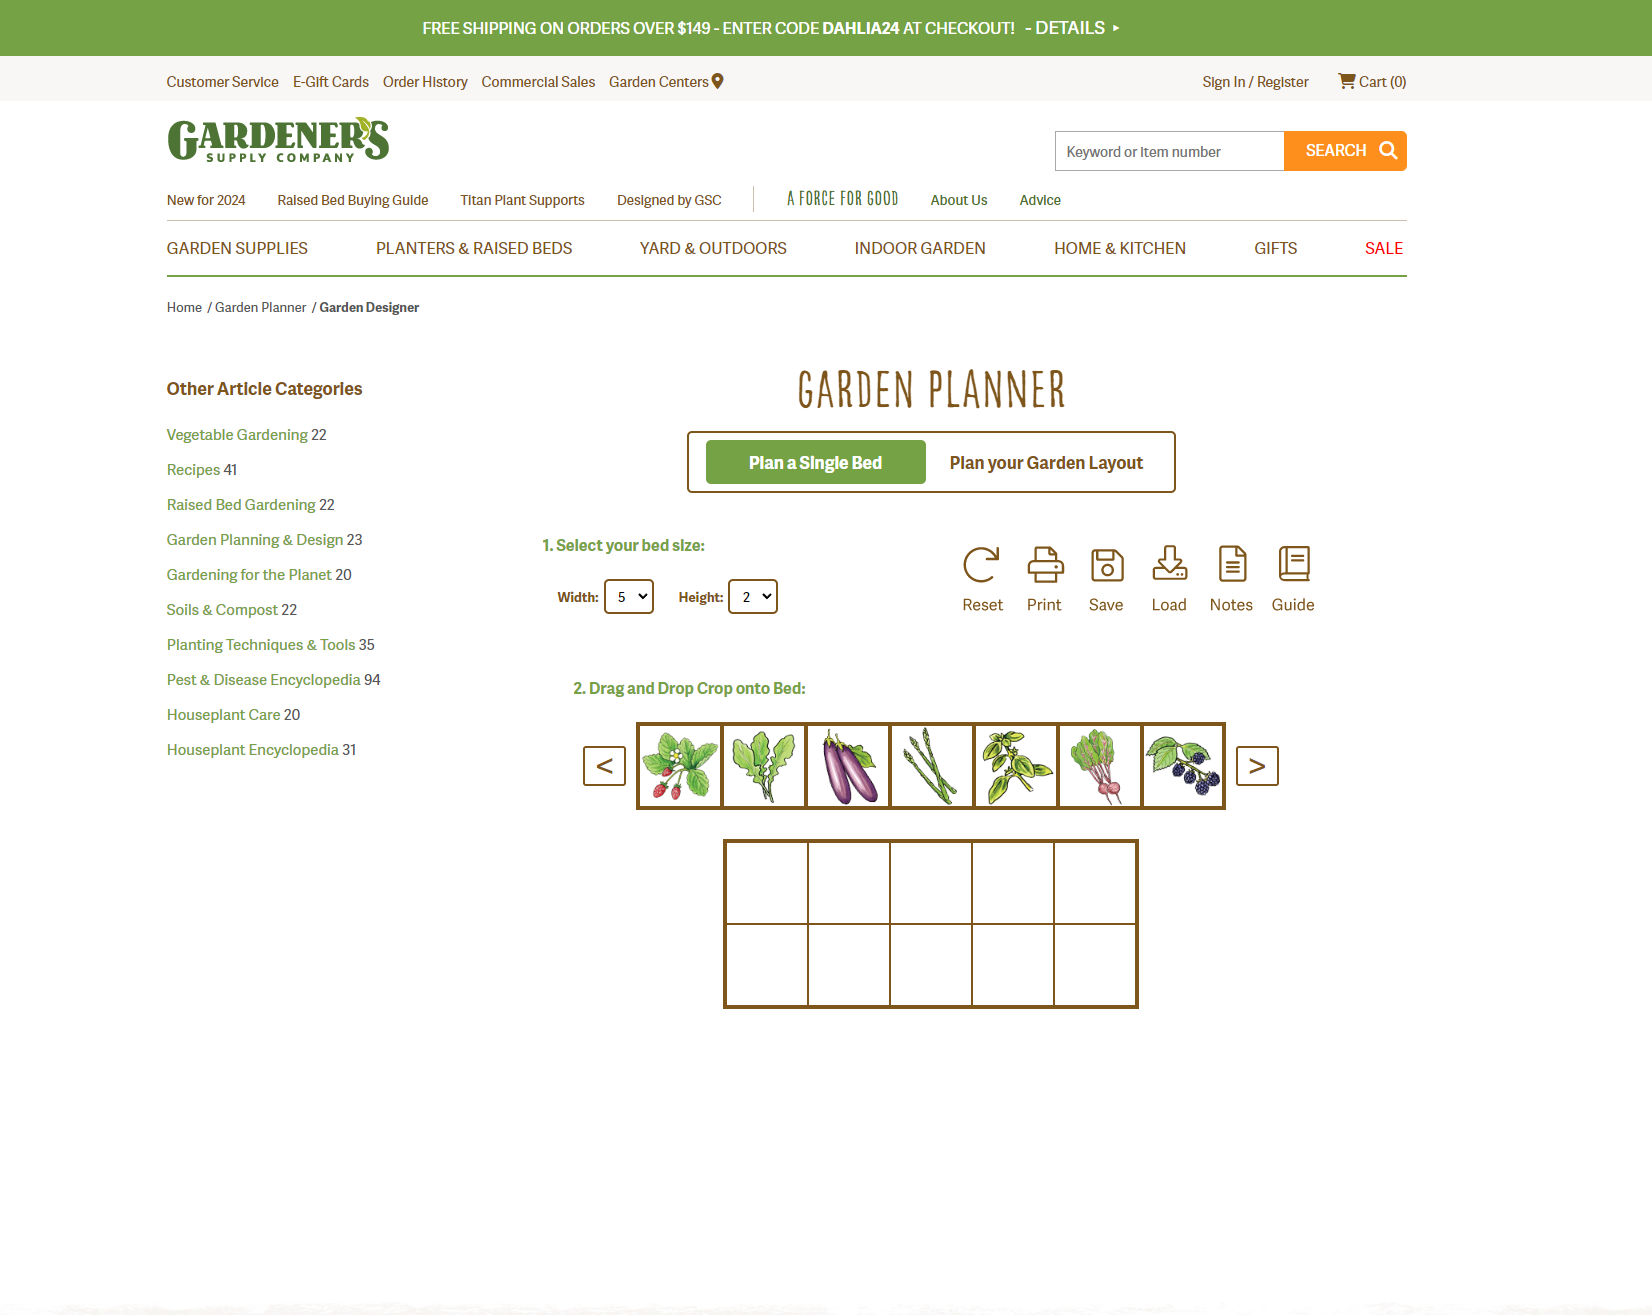 FREE SHIPPING ON ORDERS OVER $149 - ENTER CODE DAHLIA24 AT CHECKOUT! - DETAILS ▸
Customer Service E-Gift Cards Order History Commercial Sales Garden Centers Sign In / Register Cart (0)
GARDENER'S
SUPPLY COMPANY
Keyword or Item number SEARCH
New for 2024 Raised Bed Buying Guide Titan Plant Supports Designed by GSC A FORCE FOR GOOD About Us Advice
GARDEN SUPPLIES PLANTERS & RAISED BEDS YARD & OUTDOORS INDOOR GARDEN HOME & KITCHEN GIFTS SALE
Home / Garden Planner / Garden Designer
Other Article Categories
Vegetable Gardening 22
Recipes 41
Raised Bed Gardening 22
Garden Planning & Design 23
Gardening for the Planet 20
Soils & Compost 22
Planting Techniques & Tools 35
Pest & Disease Encyclopedia 94
Houseplant Care 20
Houseplant Encyclopedia 31
GARDEN PLANNER
Plan a Single Bed Plan your Garden Layout
1. Select your bed size:
Width: 5 Height: 2
Reset Print Save Load Notes Guide
2. Drag and Drop Crop onto Bed:
< >